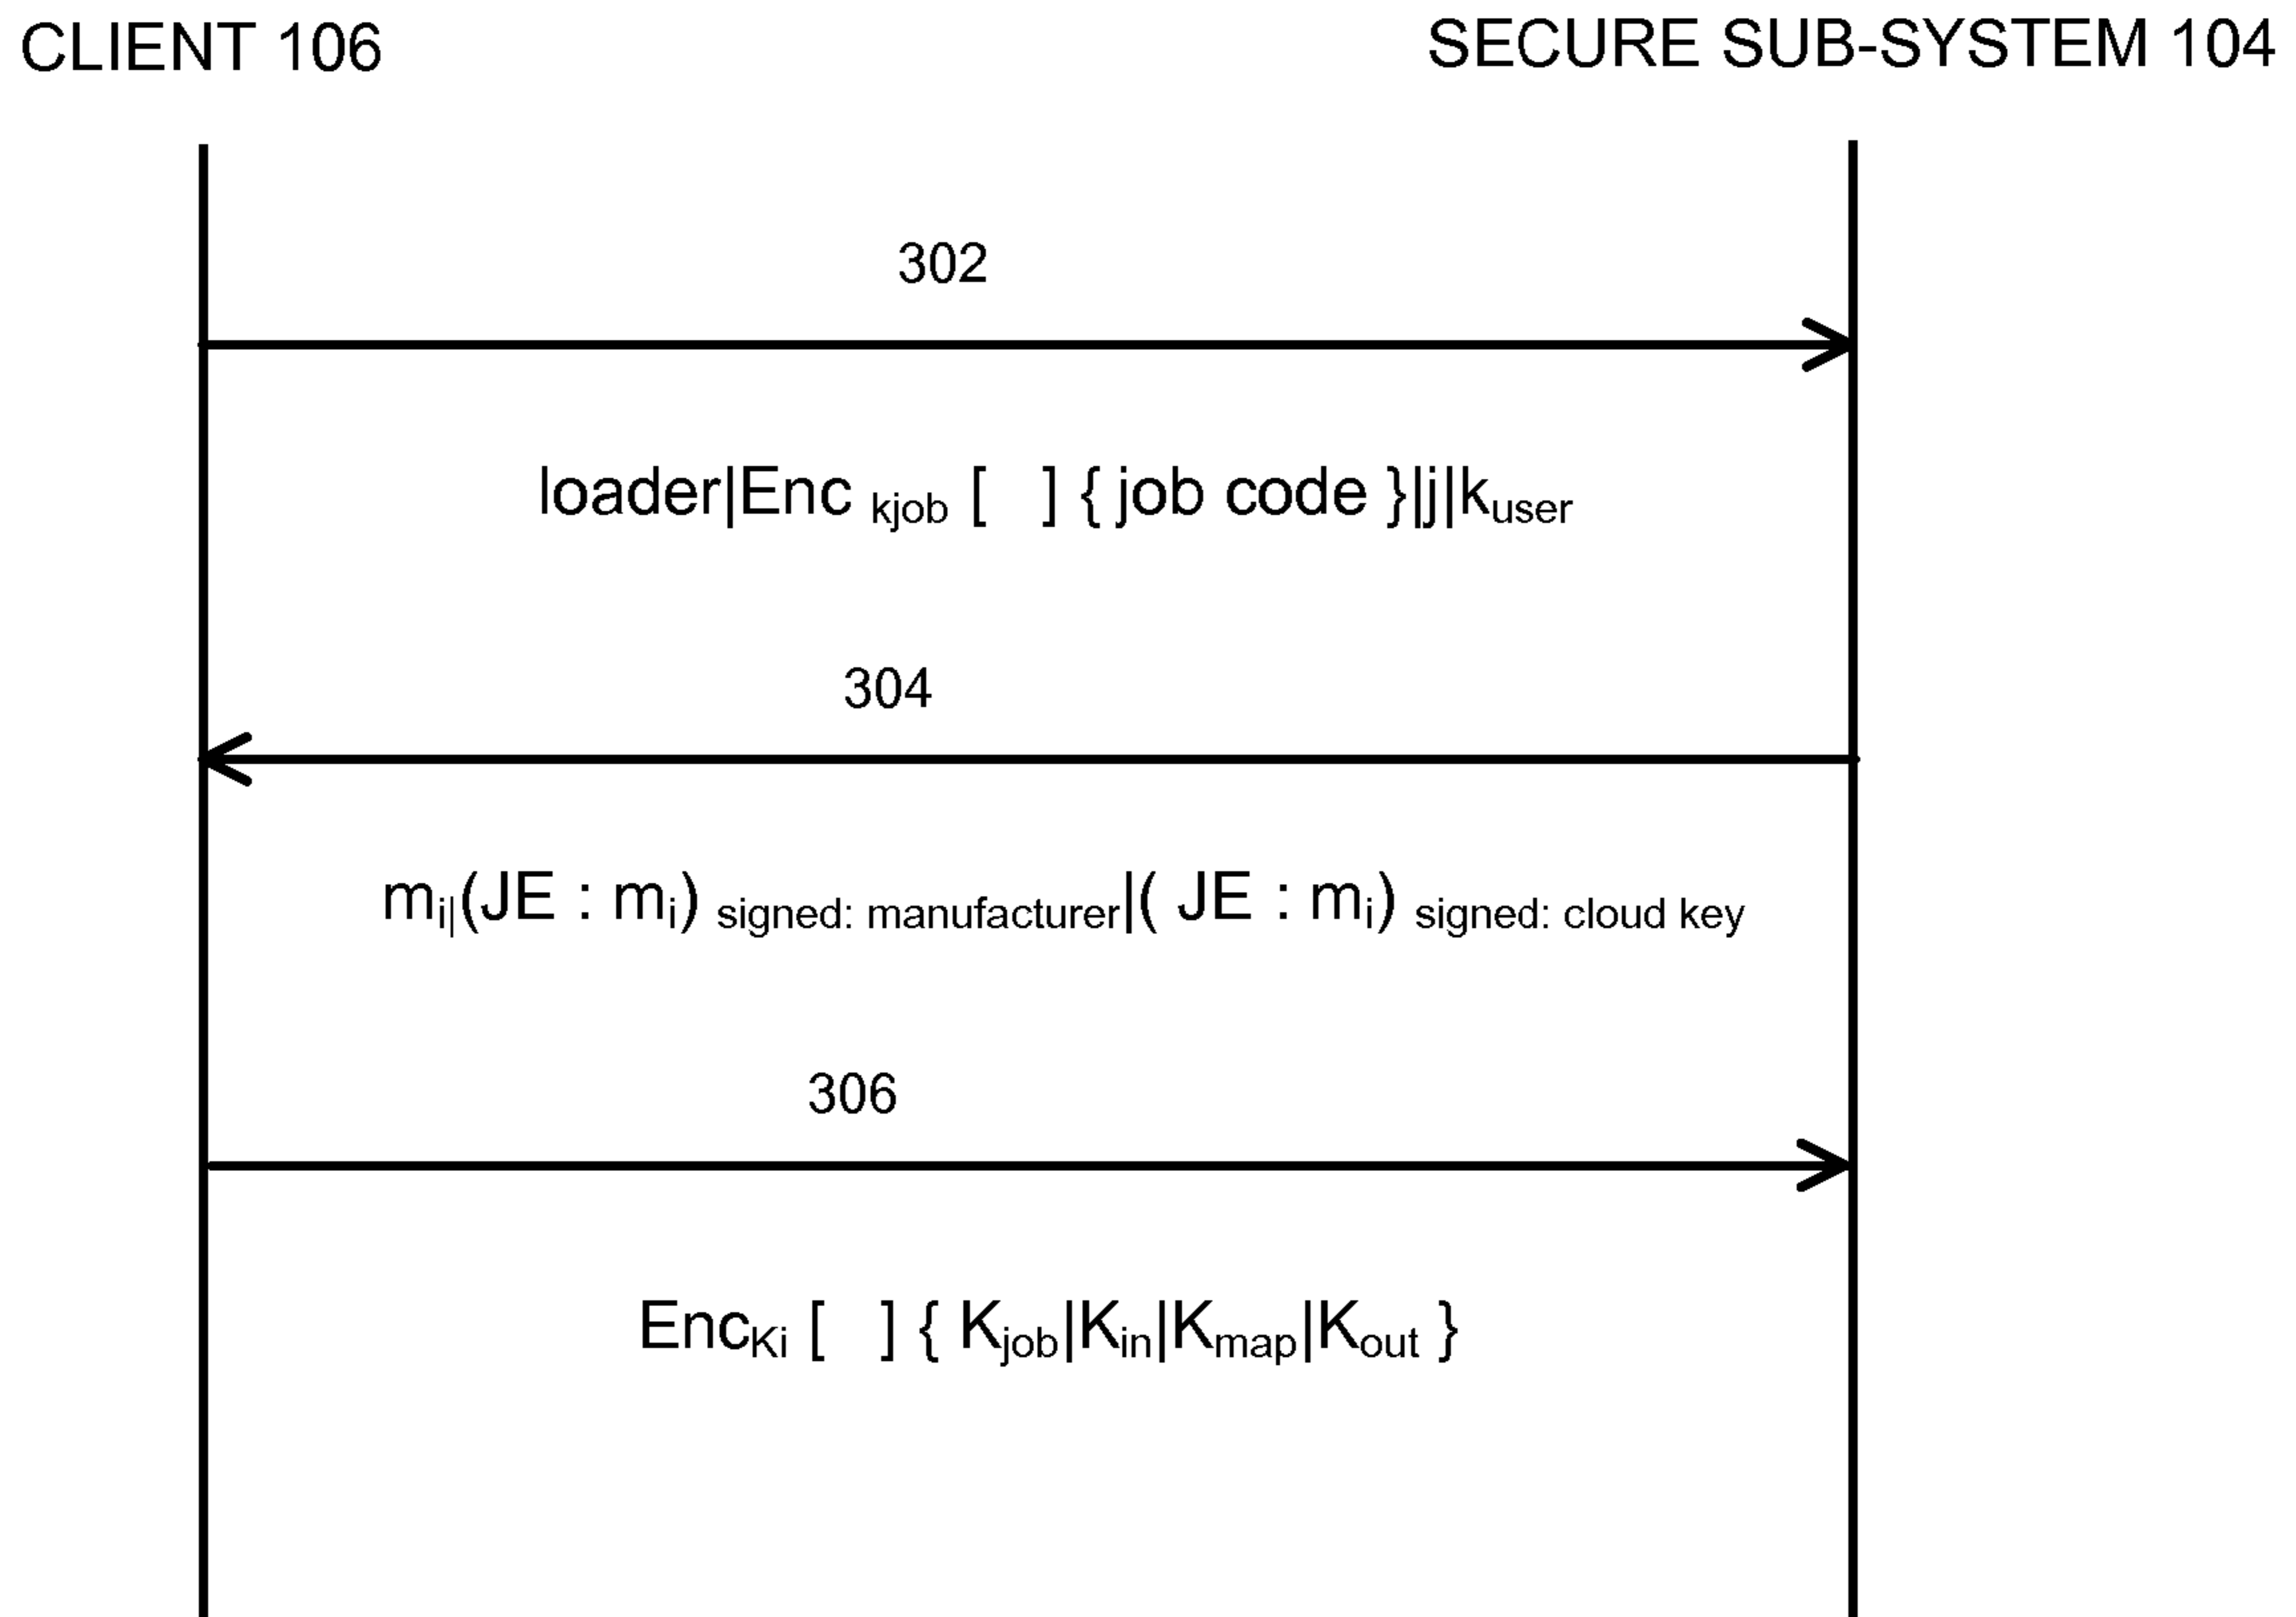 CLIENT 106 SECURE SUB-SYSTEM 104
302
loader|Enc kjob [ ] { job code }|j|kuser
304
mi|(JE : mi) signed: manufacturer|( JE : mi) signed: cloud key
306
EncKi [ ] { Kjob|Kin|Kmap|Kout }